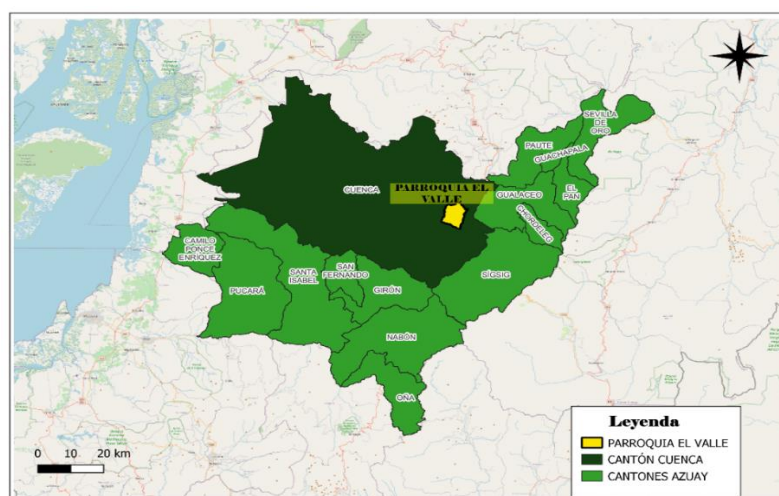 SEVILLA
DE ORO
PAUTE
GUACHAPALA
CUENCA
PARROQUIA EL
VALLE
GUALACEO
EL
PAN
CHORDELEG
CAMILO
PONCE
ENRIQUEZ
SANTA
ISABEL
SAN
FERNANDO
GIRÓN
SÍGSIG
PUCARÁ
NABÓN
OÑA
Leyenda
PARROQUIA EL VALLE
CANTÓN CUENCA
CANTONES AZUAY
0 10 20 km